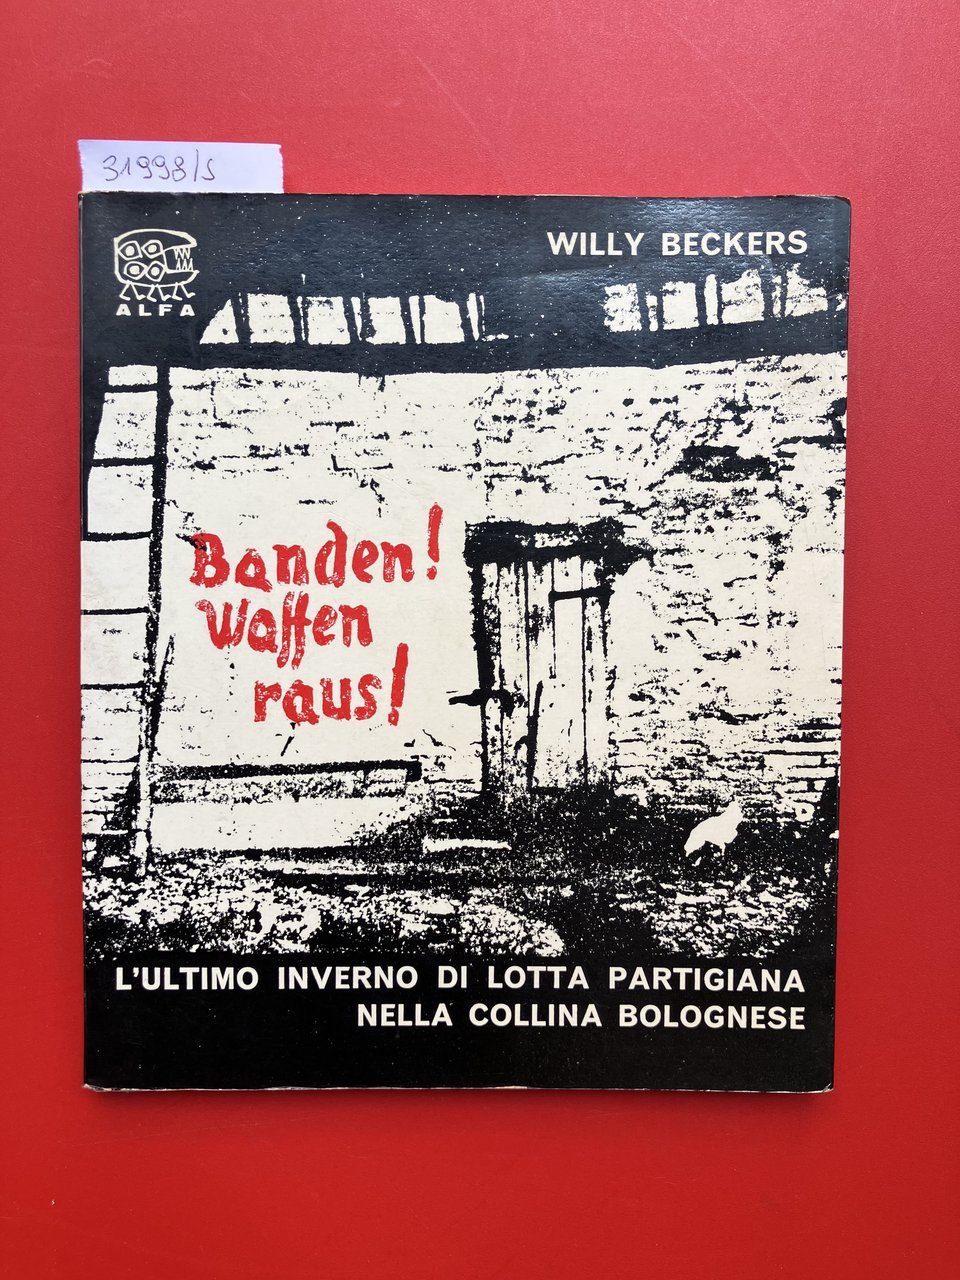 31998/S
WILLY BECKERS
ALFA
Banden!
Waffen
raus!
L'ULTIMO INVERNO DI LOTTA PARTIGIANA
NELLA COLLINA BOLOGNESE